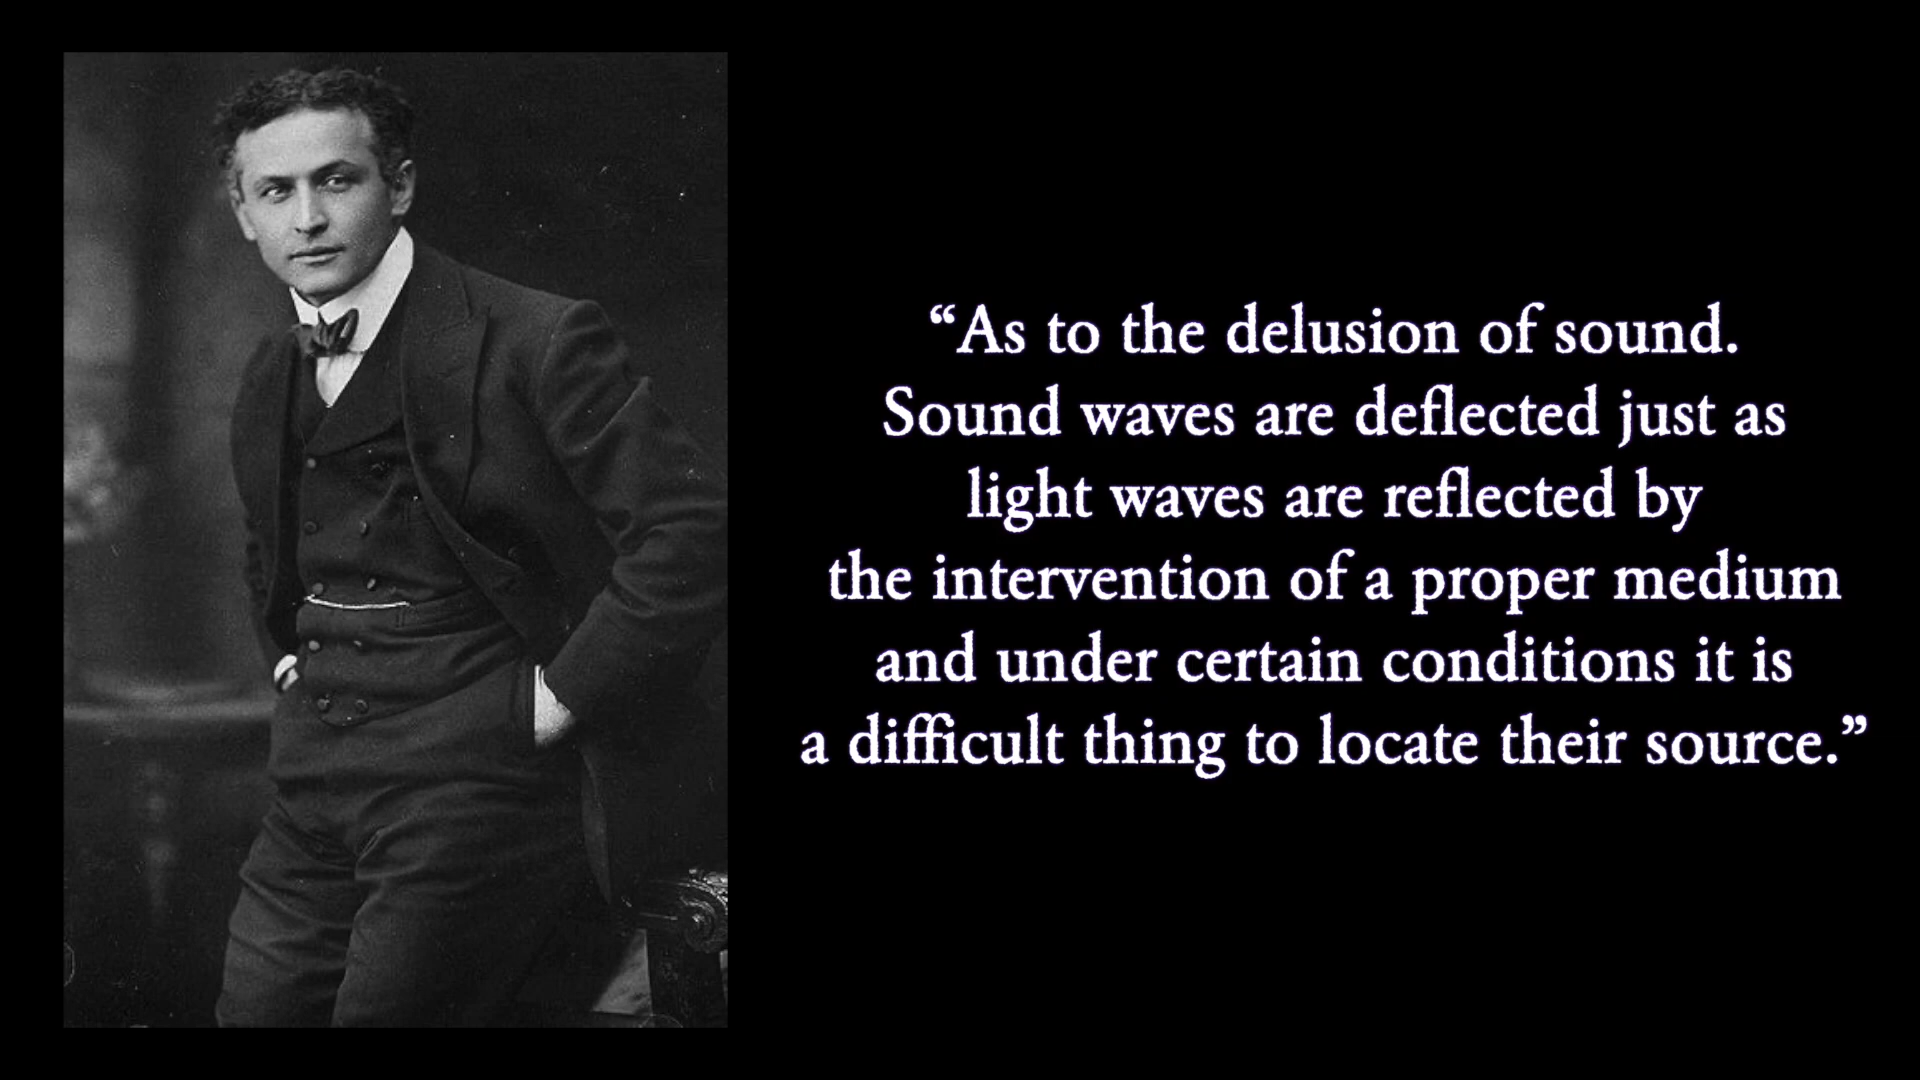 “As to the delusion of sound.
Sound waves are deflected just as
light waves are reflected by
the intervention of a proper medium
and under certain conditions it is
a difficult thing to locate their source.”